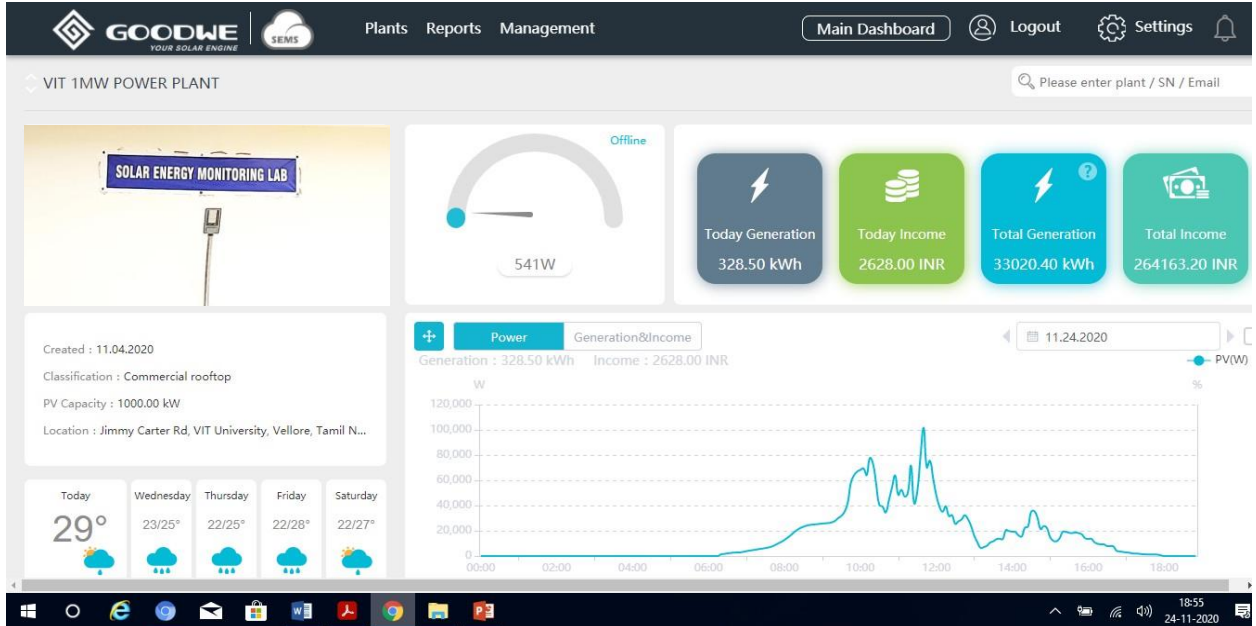 GOODWE
YOUR SOLAR ENGINE
SEMS
Plants Reports Management
Main Dashboard
Logout
Settings
VIT 1MW POWER PLANT
Please enter plant / SN / Email
SOLAR ENERGY MONITORING LAB
Offline
541W
Today Generation
328.50 kWh
Today Income
2628.00 INR
?
Total Generation
33020.40 kWh
Total Income
264163.20 INR
Created : 11.04.2020
Classification : Commercial rooftop
PV Capacity : 1000.00 kW
Location : Jimmy Carter Rd, VIT University, Vellore, Tamil N...
Power
Generation&Income
11.24.2020
Generation : 328.50 kWh Income : 2628.00 INR
PV(W)
W
%
120,000
100,000
80,000
60,000
40,000
20,000
0
00:00 02:00 04:00 06:00 08:00 10:00 12:00 14:00 16:00 18:00
Today
29°
Wednesday
23/25°
Thursday
22/25°
Friday
22/28°
Saturday
22/27°
18:55
24-11-2020